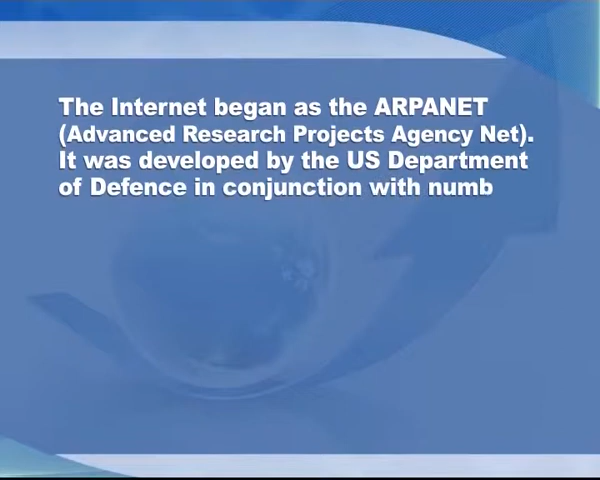 The Internet began as the ARPANET
(Advanced Research Projects Agency Net).
It was developed by the US Department
of Defence in conjunction with numb